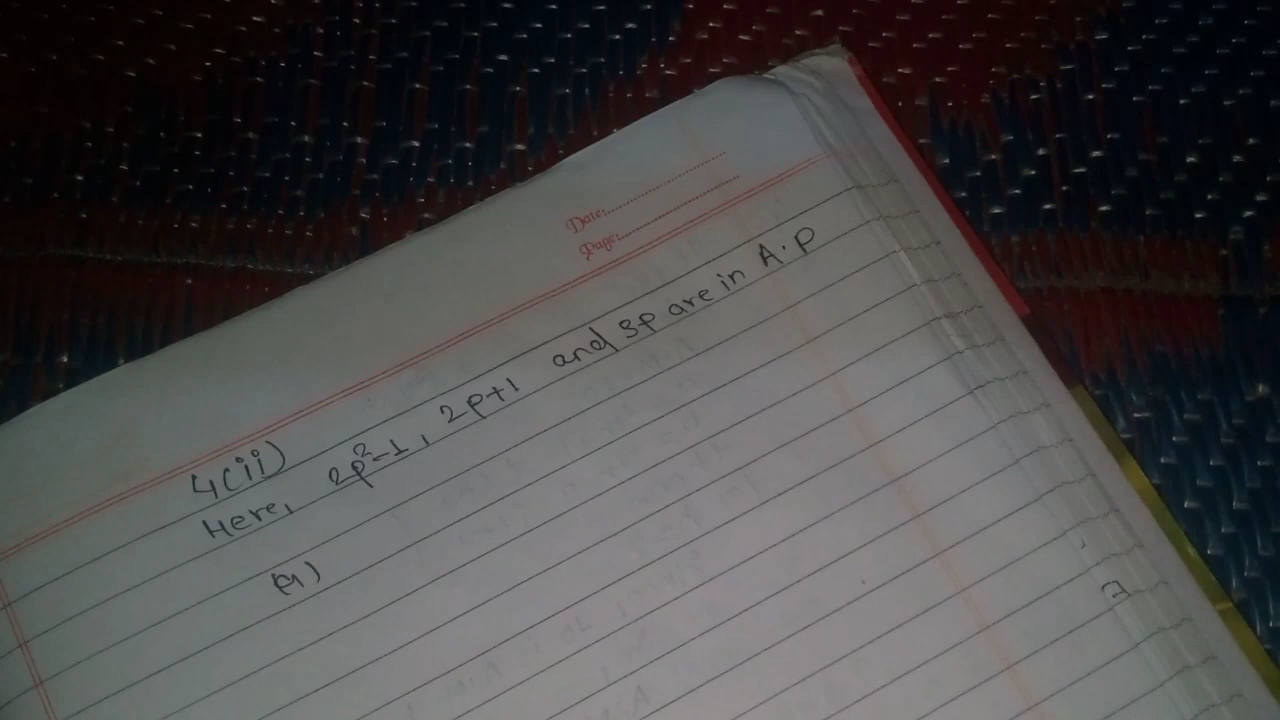 Date:
Page:
4(ii)
Here, 2p²-1, 2p+1 and 3p are in A.P
(a)